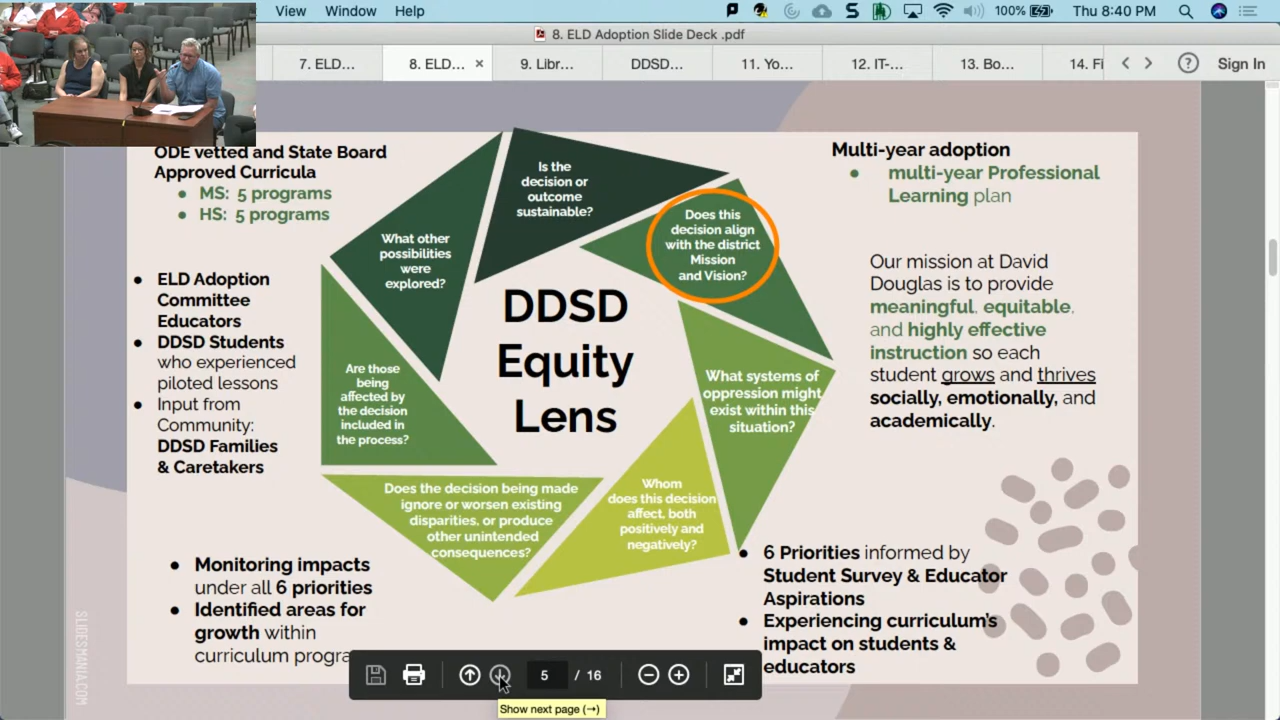 View Window Help
100% Thu 8:40 PM
8. ELD Adoption Slide Deck .pdf
7. ELD...
8. ELD... ×
9. Libr...
DDSD...
11. Yo...
12. IT-...
13. Bo...
14. Fi
Sign In
ODE vetted and State Board
Approved Curricula
● MS: 5 programs
● HS: 5 programs
● ELD Adoption
Committee
Educators
● DDSD Students
who experienced
piloted lessons
● Input from
Community:
DDSD Families
& Caretakers
● Monitoring impacts
under all 6 priorities
● Identified areas for
growth within
curriculum progra
Is the
decision or
outcome
sustainable?
Does this
decision align
with the district
Mission
and Vision?
What systems of
oppression might
exist within this
situation?
Whom
does this decision
affect, both
positively and
negatively?
Does the decision being made
ignore or worsen existing
disparities, or produce
other unintended
consequences?
Are those
being
affected by
the decision
included in
the process?
What other
possibilities
were
explored?
DDSD
Equity
Lens
Multi-year adoption
● multi-year Professional
Learning plan
Our mission at David
Douglas is to provide
meaningful, equitable,
and highly effective
instruction so each
student grows and thrives
socially, emotionally, and
academically.
● 6 Priorities informed by
Student Survey & Educator
Aspirations
● Experiencing curriculum's
impact on students &
educators
SLIDESMANIA.COM
5 / 16
Show next page (→)